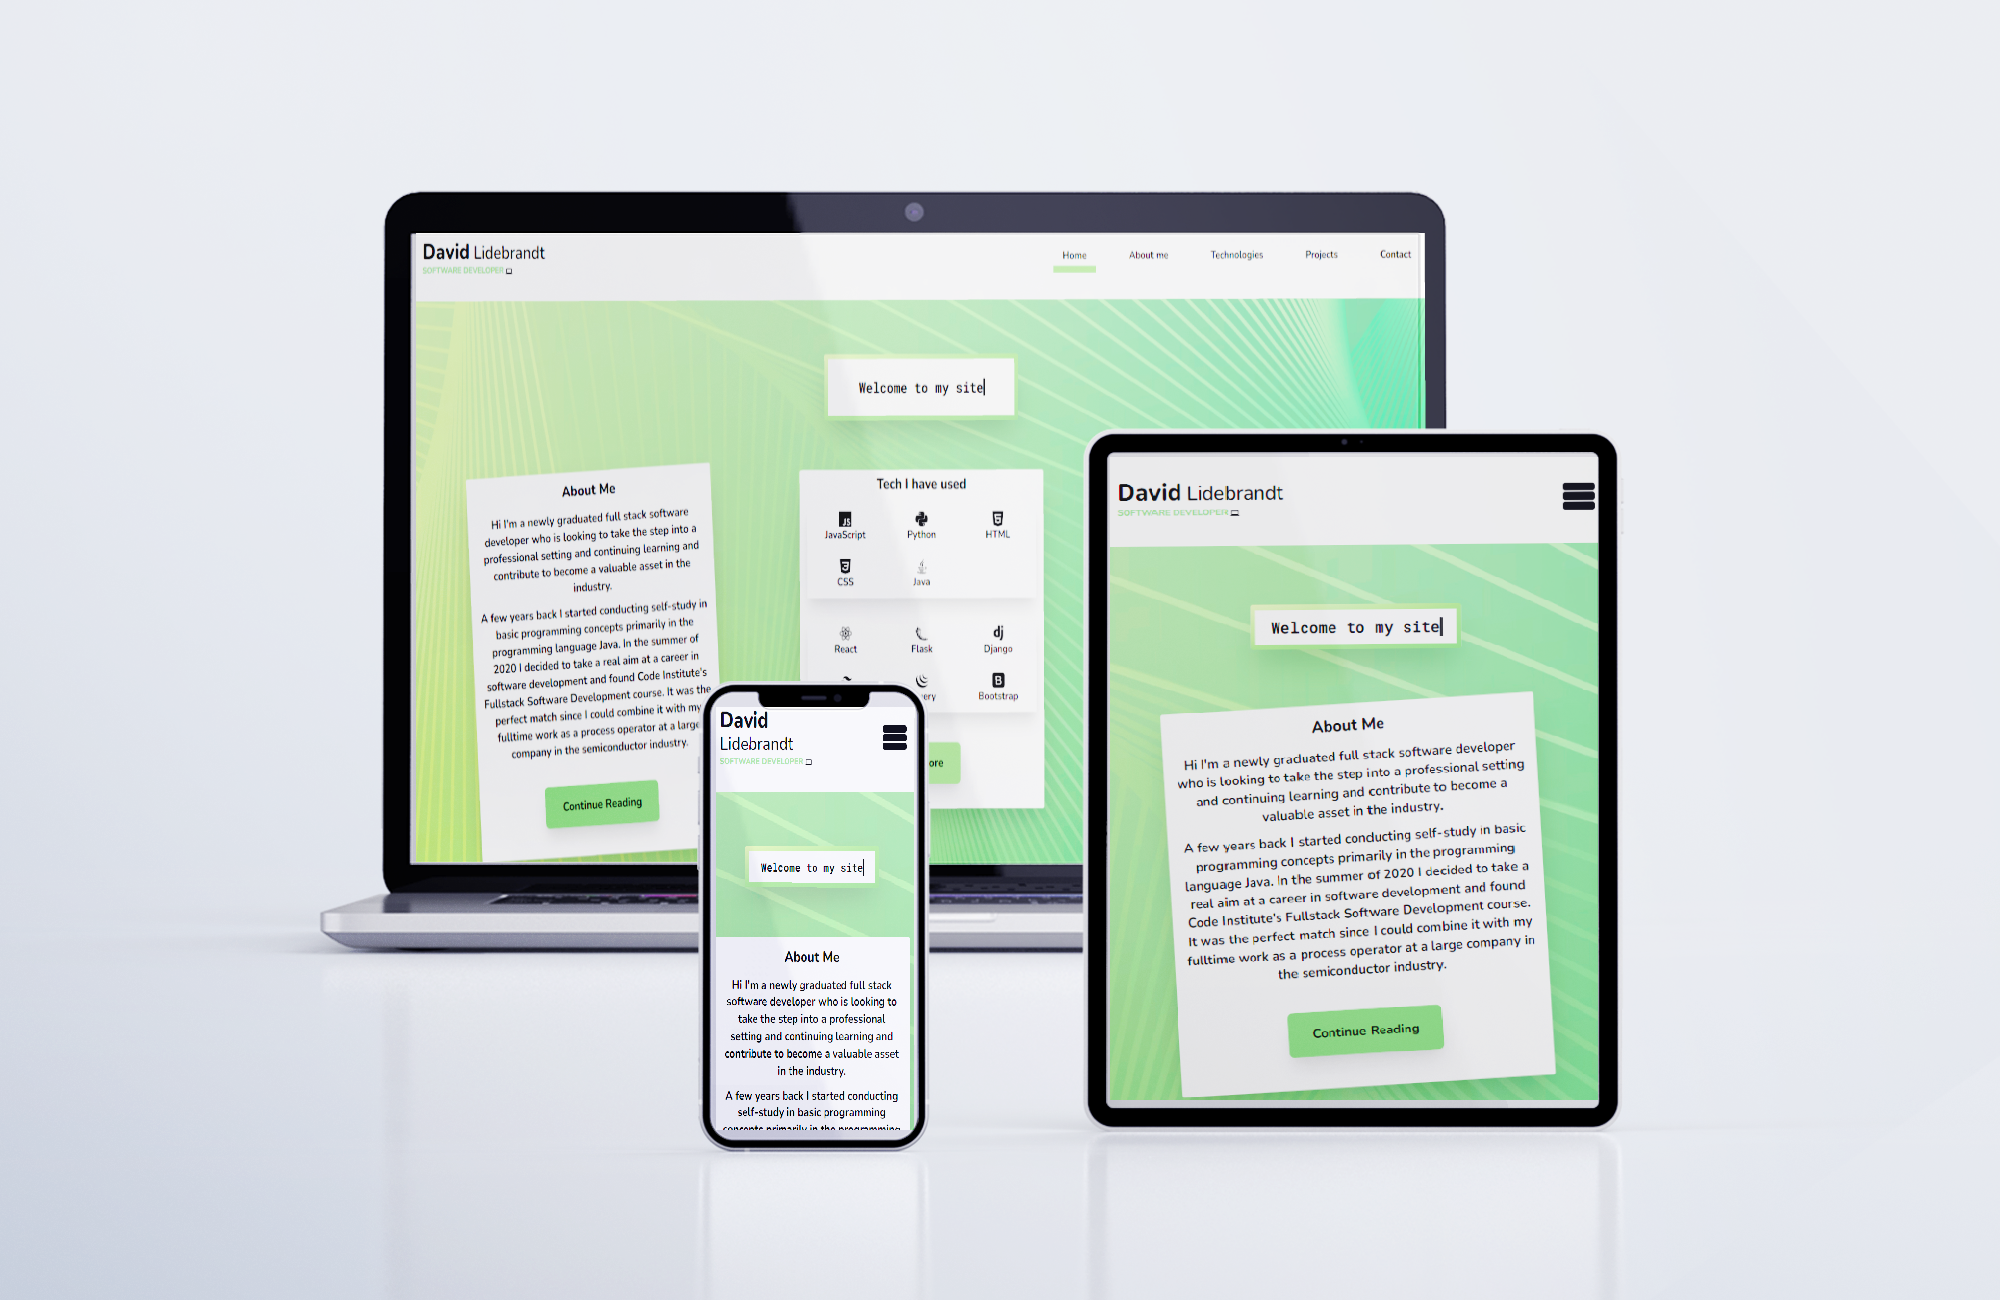 David Lidebrandt
SOFTWARE DEVELOPER
Home About me Technologies Projects Contact
Welcome to my site
About Me
Hi I'm a newly graduated full stack software
developer who is looking to take the step into a
professional setting and continuing learning and
contribute to become a valuable asset in the
industry.
A few years back I started conducting self-study in
basic programming concepts primarily in the
programming language Java. In the summer of
2020 I decided to take a real aim at a career in
software development and found Code Institute's
Fullstack Software Development course. It was the
perfect match since I could combine it with my
fulltime work as a process operator at a large
company in the semiconductor industry.
Continue Reading
Tech I have used
JavaScript Python HTML
CSS Java
React Flask Django
Bootstrap
David
Lidebrandt
SOFTWARE DEVELOPER
Welcome to my site
About Me
Hi I'm a newly graduated full stack
software developer who is looking to
take the step into a professional
setting and continuing learning and
contribute to become a valuable asset
in the industry.
A few years back I started conducting
self-study in basic programming
concepts primarily in the programming
David Lidebrandt
SOFTWARE DEVELOPER
Welcome to my site
About Me
Hi I'm a newly graduated full stack software developer
who is looking to take the step into a professional setting
and continuing learning and contribute to become a
valuable asset in the industry.
A few years back I started conducting self-study in basic
programming concepts primarily in the programming
language Java. In the summer of 2020 I decided to take a
real aim at a career in software development and found
Code Institute's Fullstack Software Development course.
It was the perfect match since I could combine it with my
fulltime work as a process operator at a large company in
the semiconductor industry.
Continue Reading